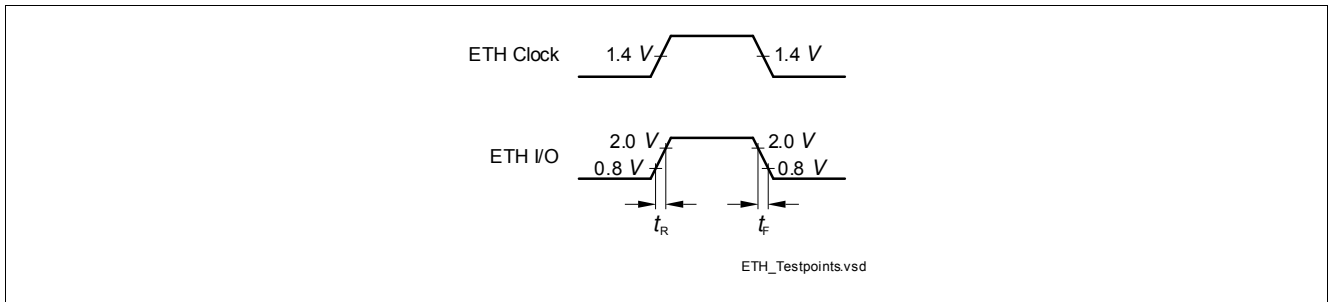 ETH Clock 1.4 V 1.4 V
2.0 V 2.0 V
ETH I/O
0.8 V 0.8 V
tR tF
ETH_Testpoints.vsd